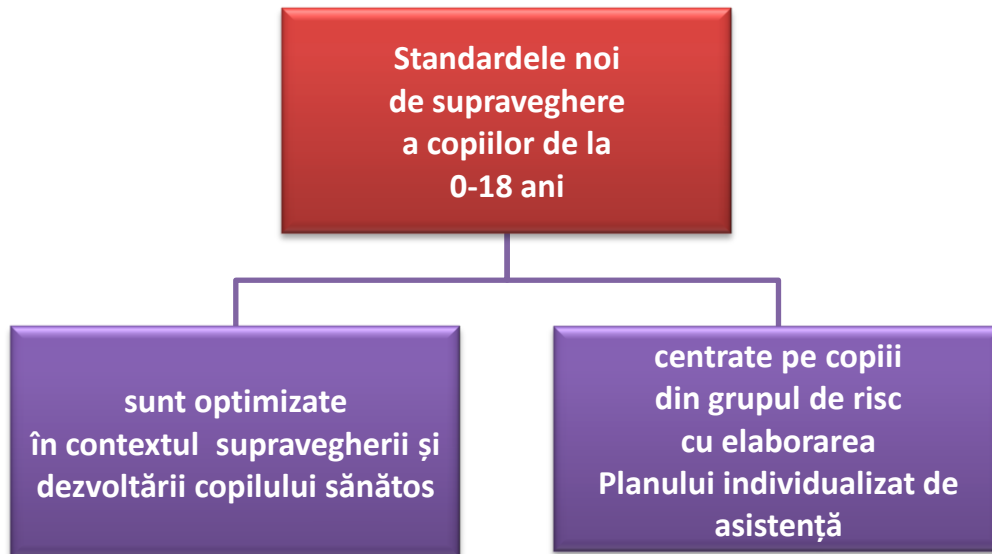 Standardele noi
de supraveghere
a copiilor de la
0-18 ani
sunt optimizate
în contextul supravegherii și
dezvoltării copilului sănătos
centrate pe copiii
din grupul de risc
cu elaborarea
Planului individualizat de
asistență